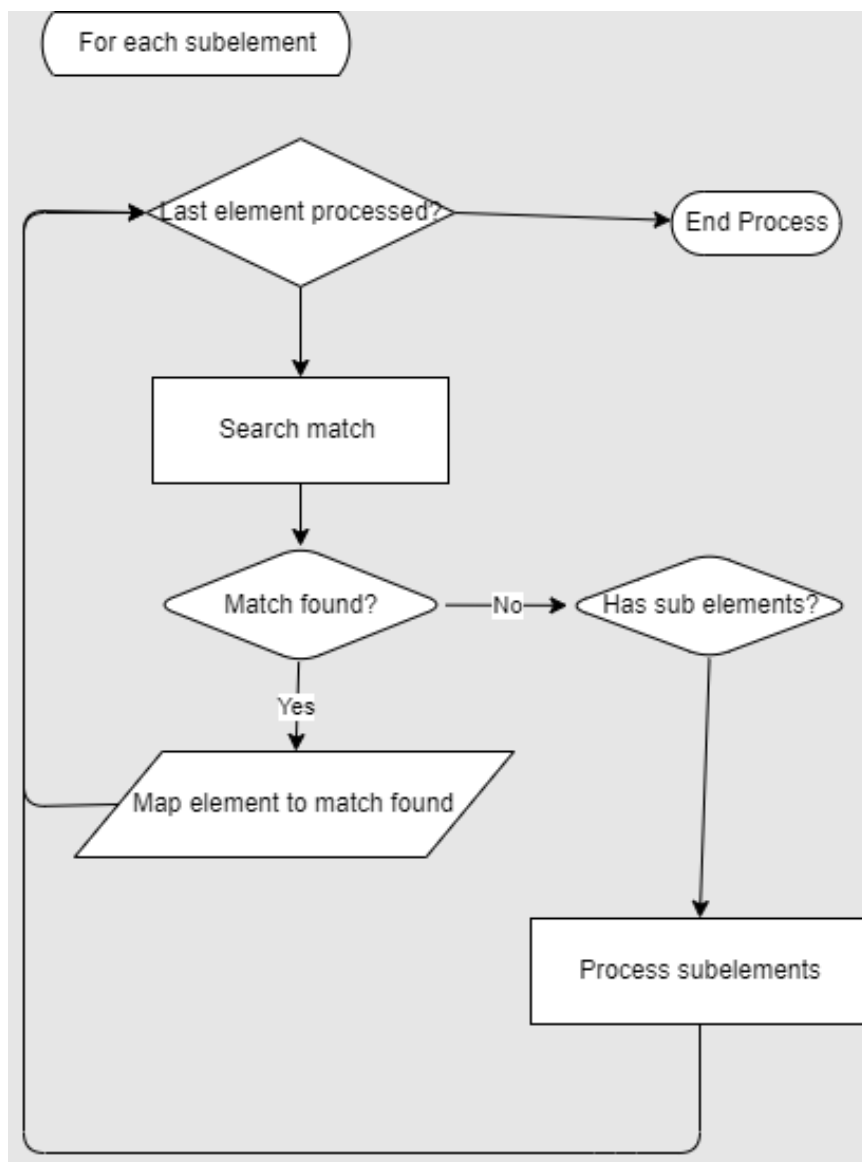 For each subelement
Last element processed?
End Process
Search match
Match found?
No
Has sub elements?
Yes
Map element to match found
Process subelements